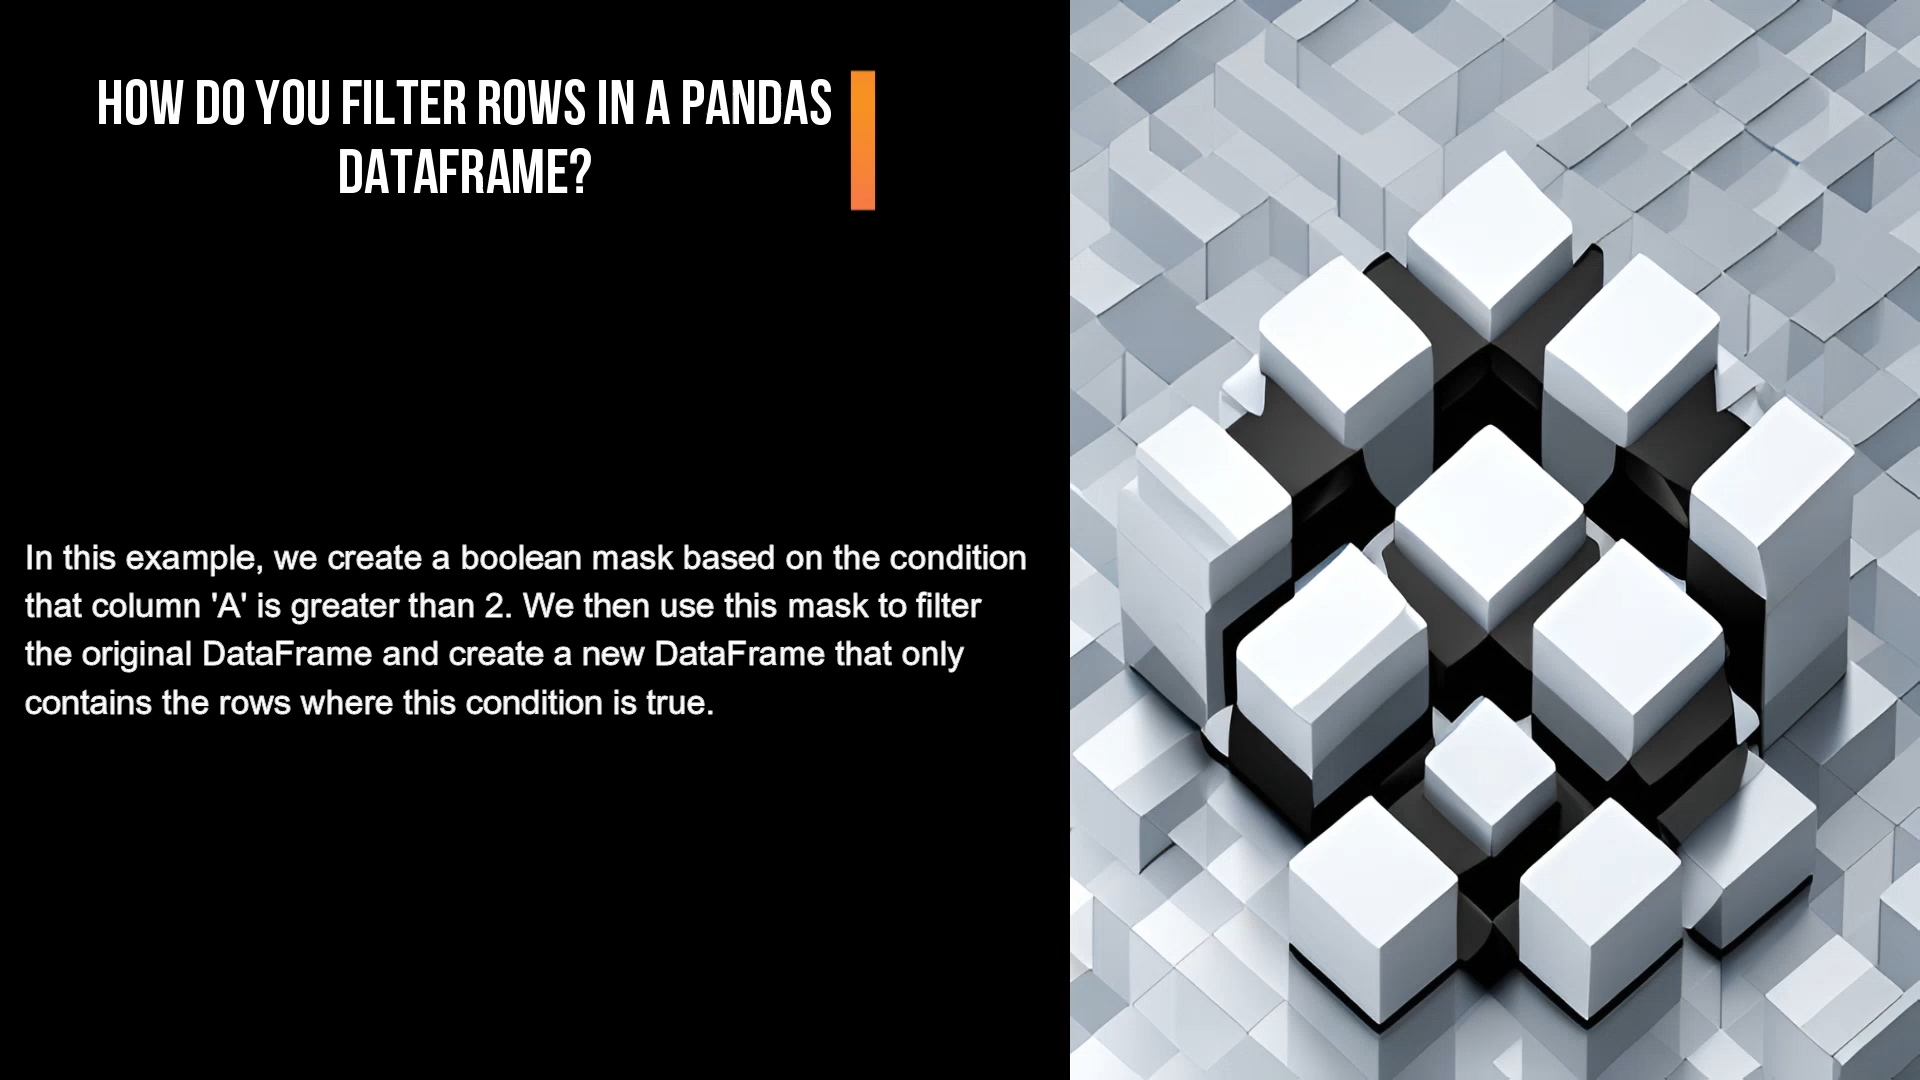 HOW DO YOU FILTER ROWS IN A PANDAS
DATAFRAME?
In this example, we create a boolean mask based on the condition
that column 'A' is greater than 2. We then use this mask to filter
the original DataFrame and create a new DataFrame that only
contains the rows where this condition is true.